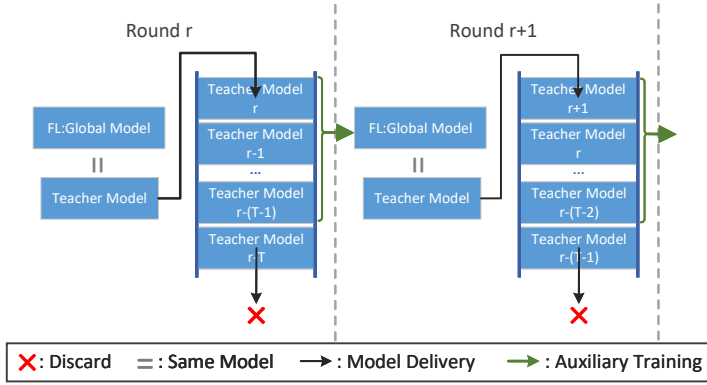 Round r
Teacher Model
r
FL:Global Model
Teacher Model
r-1
...
=
Teacher Model
Teacher Model
r-(T-1)
Teacher Model
r-T
Round r+1
Teacher Model
r+1
FL:Global Model
Teacher Model
r
...
=
Teacher Model
Teacher Model
r-(T-2)
Teacher Model
r-(T-1)
: Discard = : Same Model : Model Delivery : Auxiliary Training